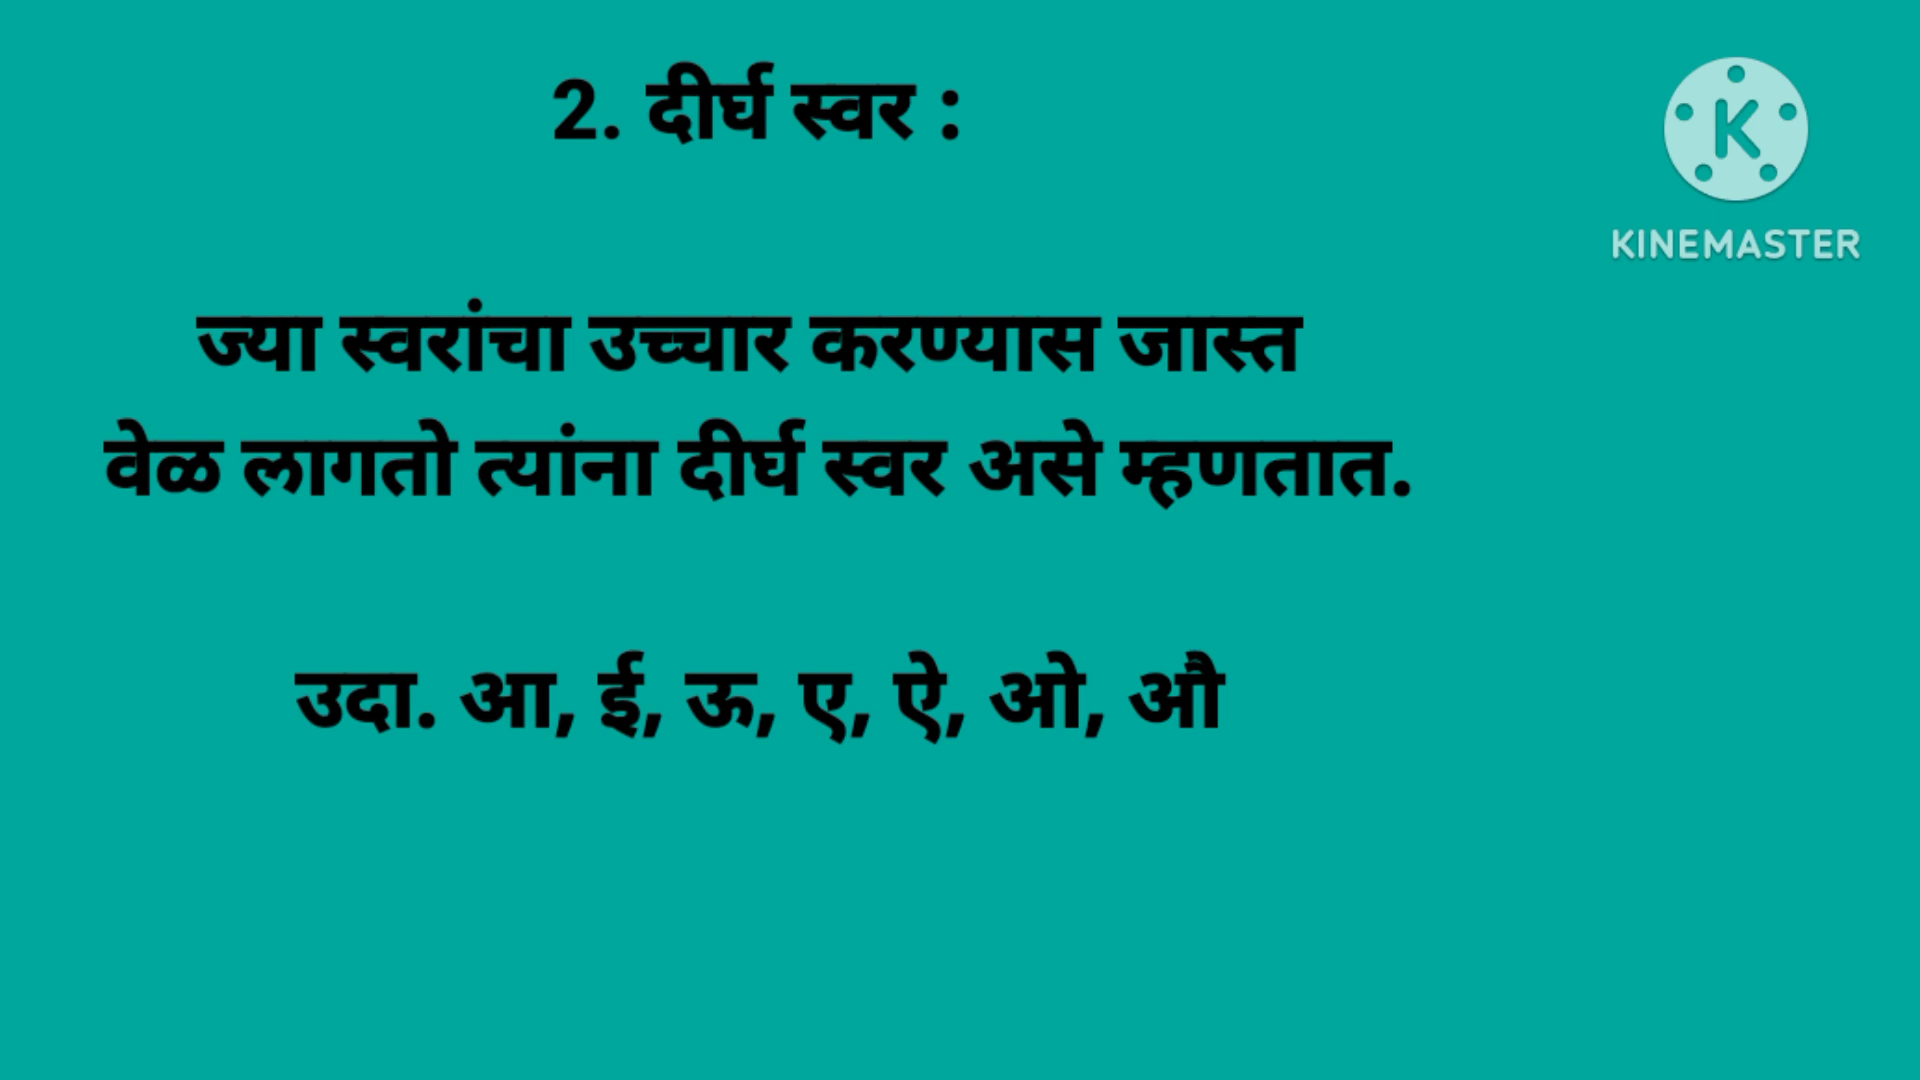 2. दीर्घ स्वर :
K
KINEMASTER
ज्या स्वरांचा उच्चार करण्यास जास्त
वेळ लागतो त्यांना दीर्घ स्वर असे म्हणतात.
उदा. आ, ई, ऊ, ए, ऐ, ओ, औ